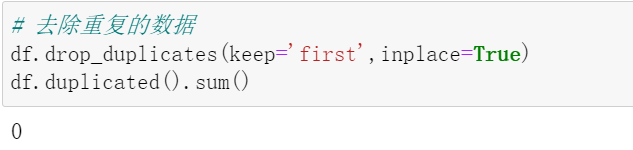 # 去除重复的数据
df.drop_duplicates(keep='first',inplace=True)
df.duplicated().sum()
0